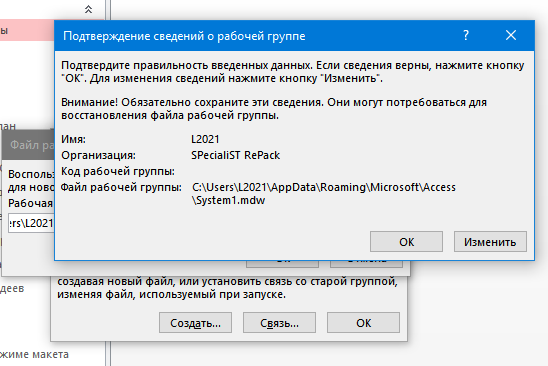 ы
Подтверждение сведений о рабочей группе
Подтвердите правильность введенных данных. Если сведения верны, нажмите кнопку
"ОК". Для изменения сведений нажмите кнопку "Изменить".
Внимание! Обязательно сохраните эти сведения. Они могут потребоваться для
восстановления файла рабочей группы.
Имя: L2021
Организация: SPecialiST RePack
Код рабочей группы:
Файл рабочей группы: C:\Users\L2021\AppData\Roaming\Microsoft\Access
\System1.mdw
ОК Изменить
лан
Файл ра
Воспольз
для ново
Рабочая
ers\L2021
создавая новый файл, или установить связь со старой группой,
изменяя файл, используемый при запуске.
Создать... Связь... ОК
деев
жиме макета